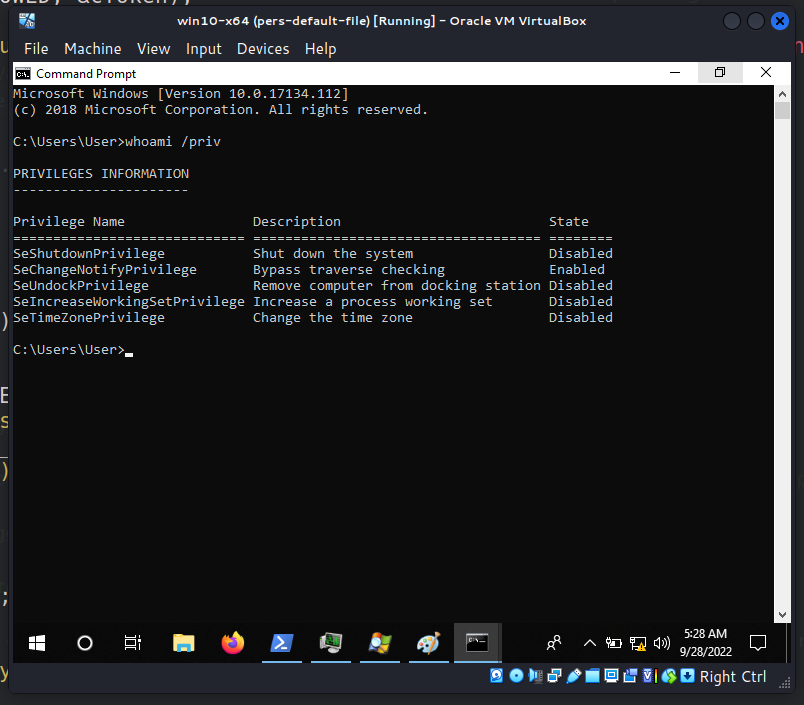 win10-x64 (pers-default-file) [Running] - Oracle VM VirtualBox
File Machine View Input Devices Help
Command Prompt
Microsoft Windows [Version 10.0.17134.112]
(c) 2018 Microsoft Corporation. All rights reserved.
C:\Users\User>whoami /priv
PRIVILEGES INFORMATION
----------------------
Privilege Name Description State
============================= ==================================== ========
SeShutdownPrivilege Shut down the system Disabled
SeChangeNotifyPrivilege Bypass traverse checking Enabled
SeUndockPrivilege Remove computer from docking station Disabled
SeIncreaseWorkingSetPrivilege Increase a process working set Disabled
SeTimeZonePrivilege Change the time zone Disabled
C:\Users\User>
5:28 AM
9/28/2022
Right Ctrl